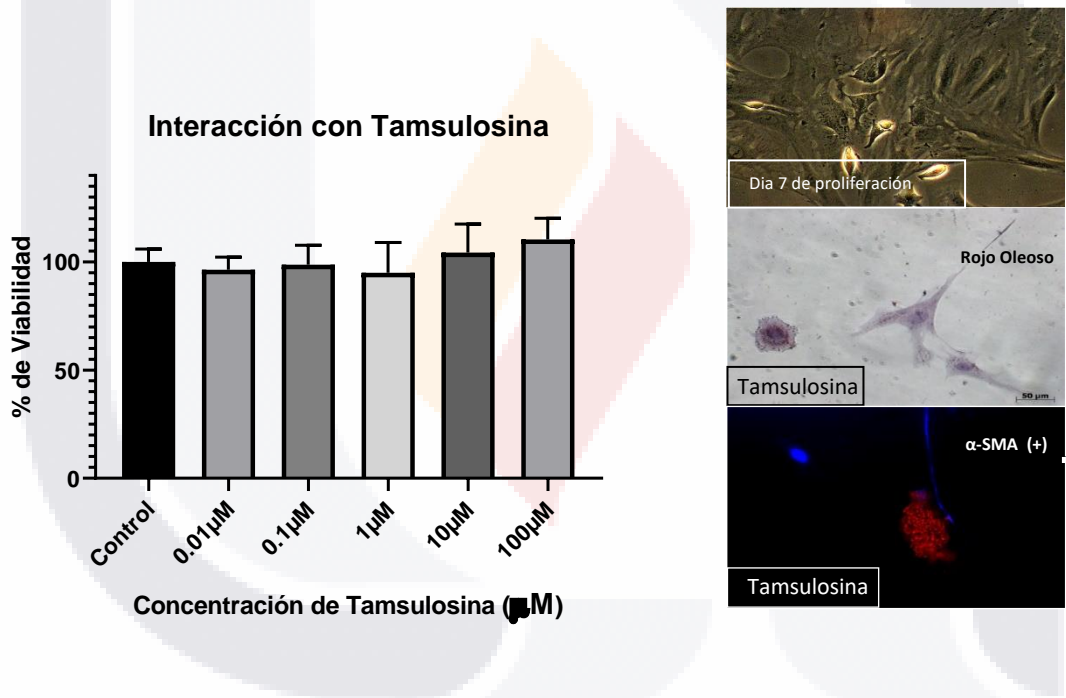 Interacción con Tamsulosina
% de Viabilidad
100
50
0
Control
0.01µM
0.1µM
1µM
10µM
100µM
Concentración de Tamsulosina (µM)
Dia 7 de proliferación
Rojo Oleoso
Tamsulosina
50 µm
α-SMA (+)
Tamsulosina